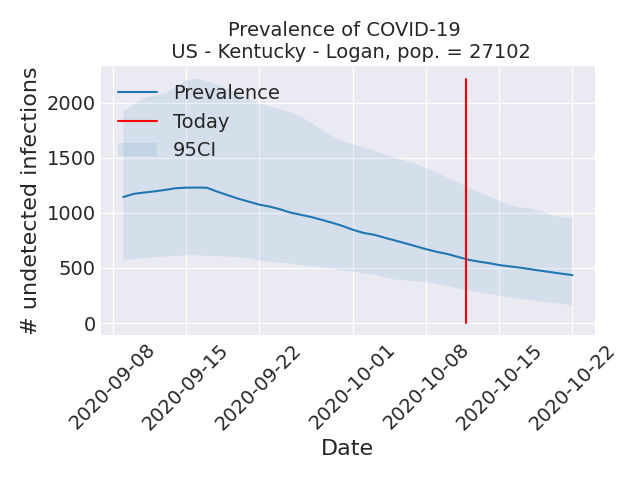 Prevalence of COVID-19
US - Kentucky - Logan, pop. = 27102
# undetected infections
2000
1500
1000
500
0
Prevalence
Today
95CI
2020-09-08
2020-09-15
2020-09-22
2020-10-01
2020-10-08
2020-10-15
2020-10-22
Date